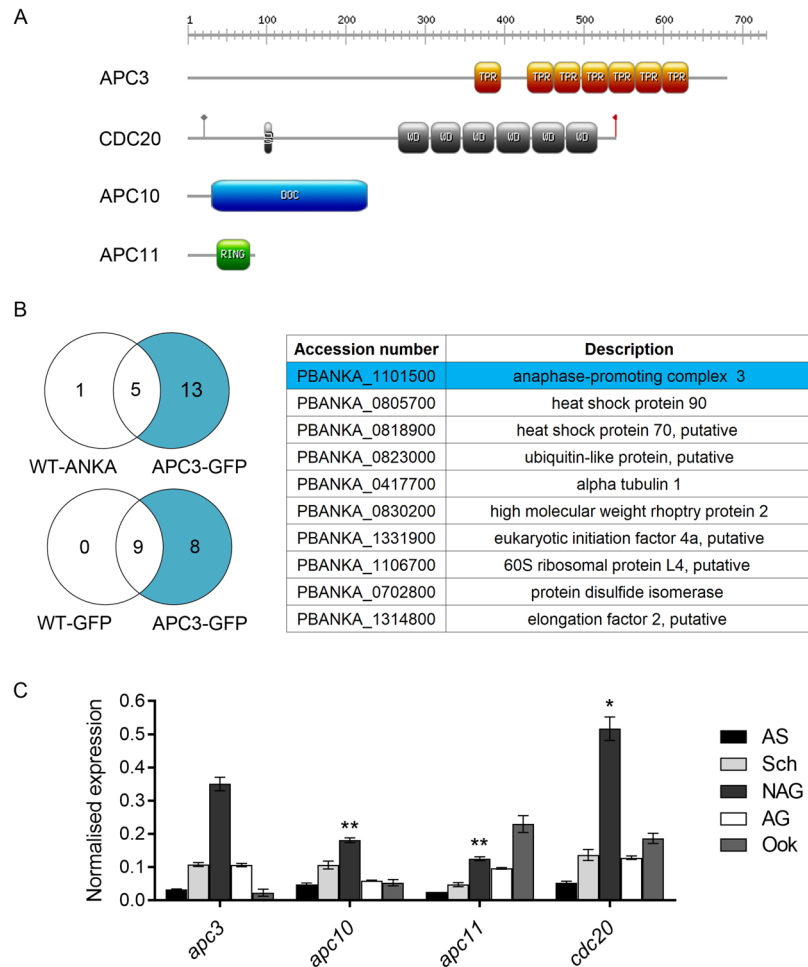 A
1 100 200 300 400 500 600 700
APC3 TPR TPR TPR TPR TPR TPR TPR
CDC20 WD WD WD WD WD WD WD
APC10 DOC
APC11 RING
B
1 5 13
WT-ANKA APC3-GFP
0 9 8
WT-GFP APC3-GFP
Accession number Description
PBANKA_1101500 anaphase-promoting complex 3
PBANKA_0805700 heat shock protein 90
PBANKA_0818900 heat shock protein 70, putative
PBANKA_0823000 ubiquitin-like protein, putative
PBANKA_0417700 alpha tubulin 1
PBANKA_0830200 high molecular weight rhoptry protein 2
PBANKA_1331900 eukaryotic initiation factor 4a, putative
PBANKA_1106700 60S ribosomal protein L4, putative
PBANKA_0702800 protein disulfide isomerase
PBANKA_1314800 elongation factor 2, putative
C
Normalised expression
0.6
0.5
0.4
0.3
0.2
0.1
0.0
** ** *
apc3 apc10 apc11 cdc20
AS
Sch
NAG
AG
Ook